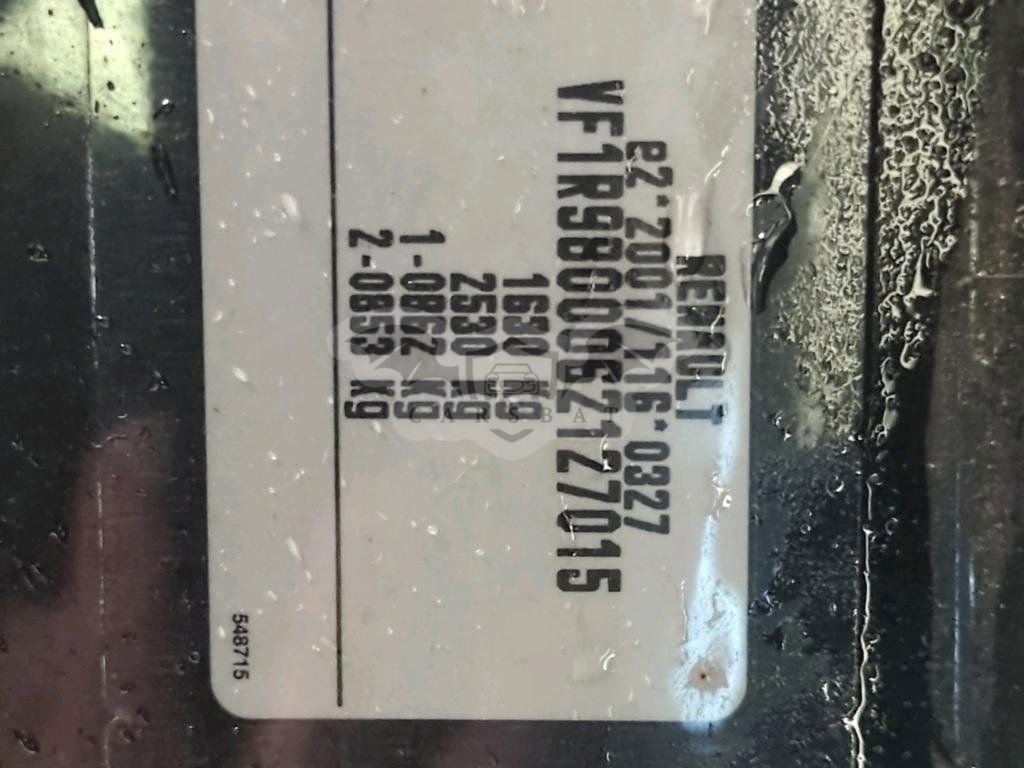 RENAULT
e2*2001/116*0327
VF1R9800062127015
1630 kg
2530 kg
1-0862 kg
2-0853 kg
548715